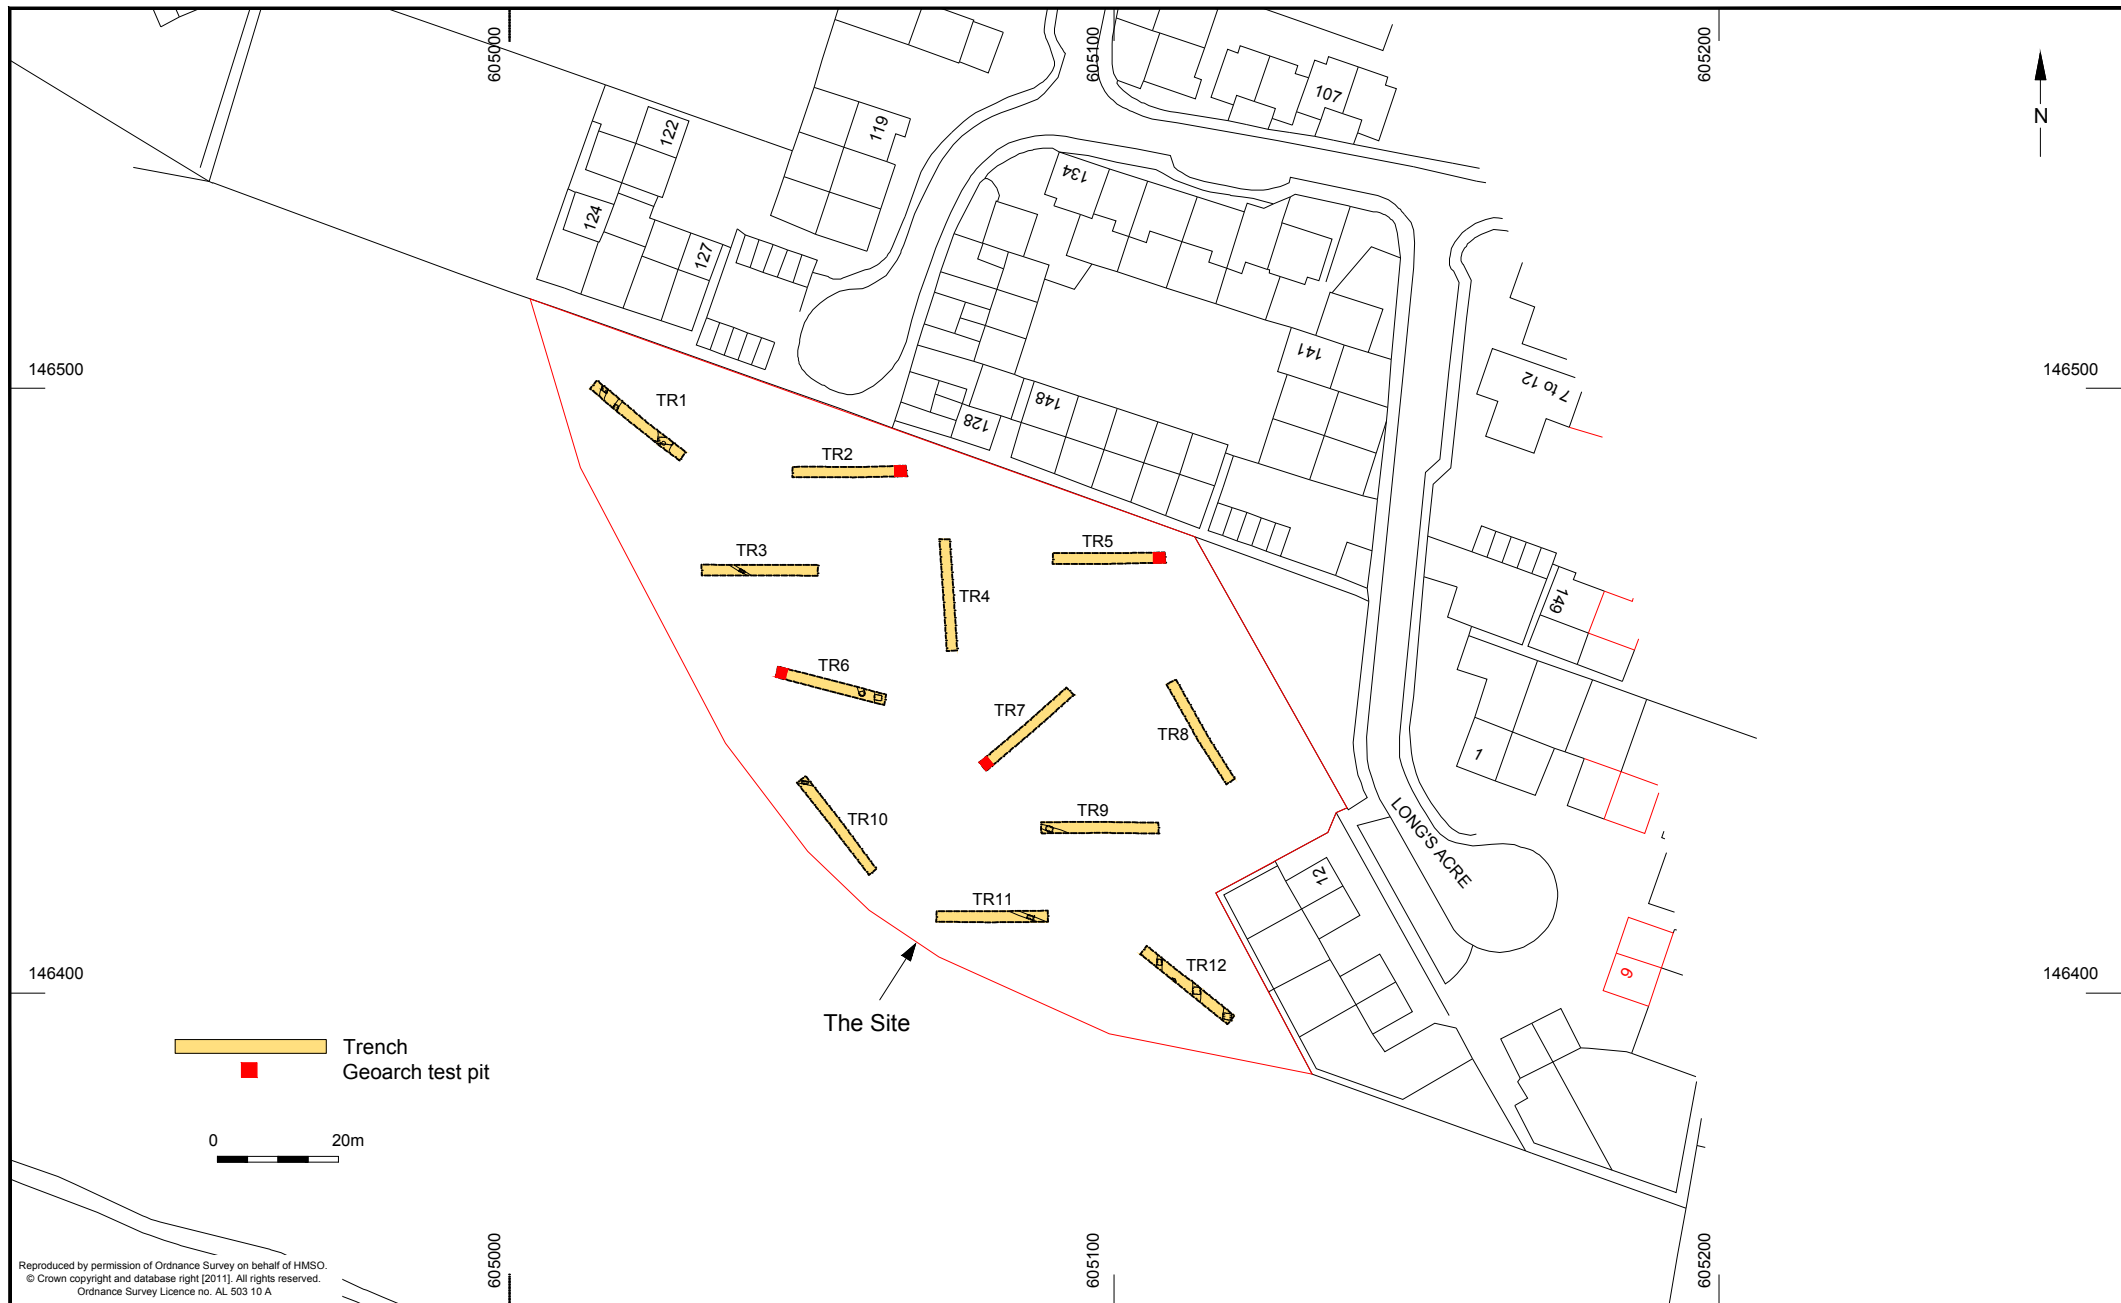 605000
605100
605200
N
107
122
119
134
124
127
146500
146500
141
7 to 12
TR1
148
128
TR2
TR3
TR5
TR4
149
TR6
TR7
TR8
1
TR9
TR10
LONG'S ACRE
12
TR11
TR12
9
146400
146400
The Site
Trench
Geoarch test pit
0 20m
605000
605100
605200
Reproduced by permission of Ordnance Survey on behalf of HMSO.
© Crown copyright and database right [2011]. All rights reserved.
Ordnance Survey Licence no. AL 503 10 A